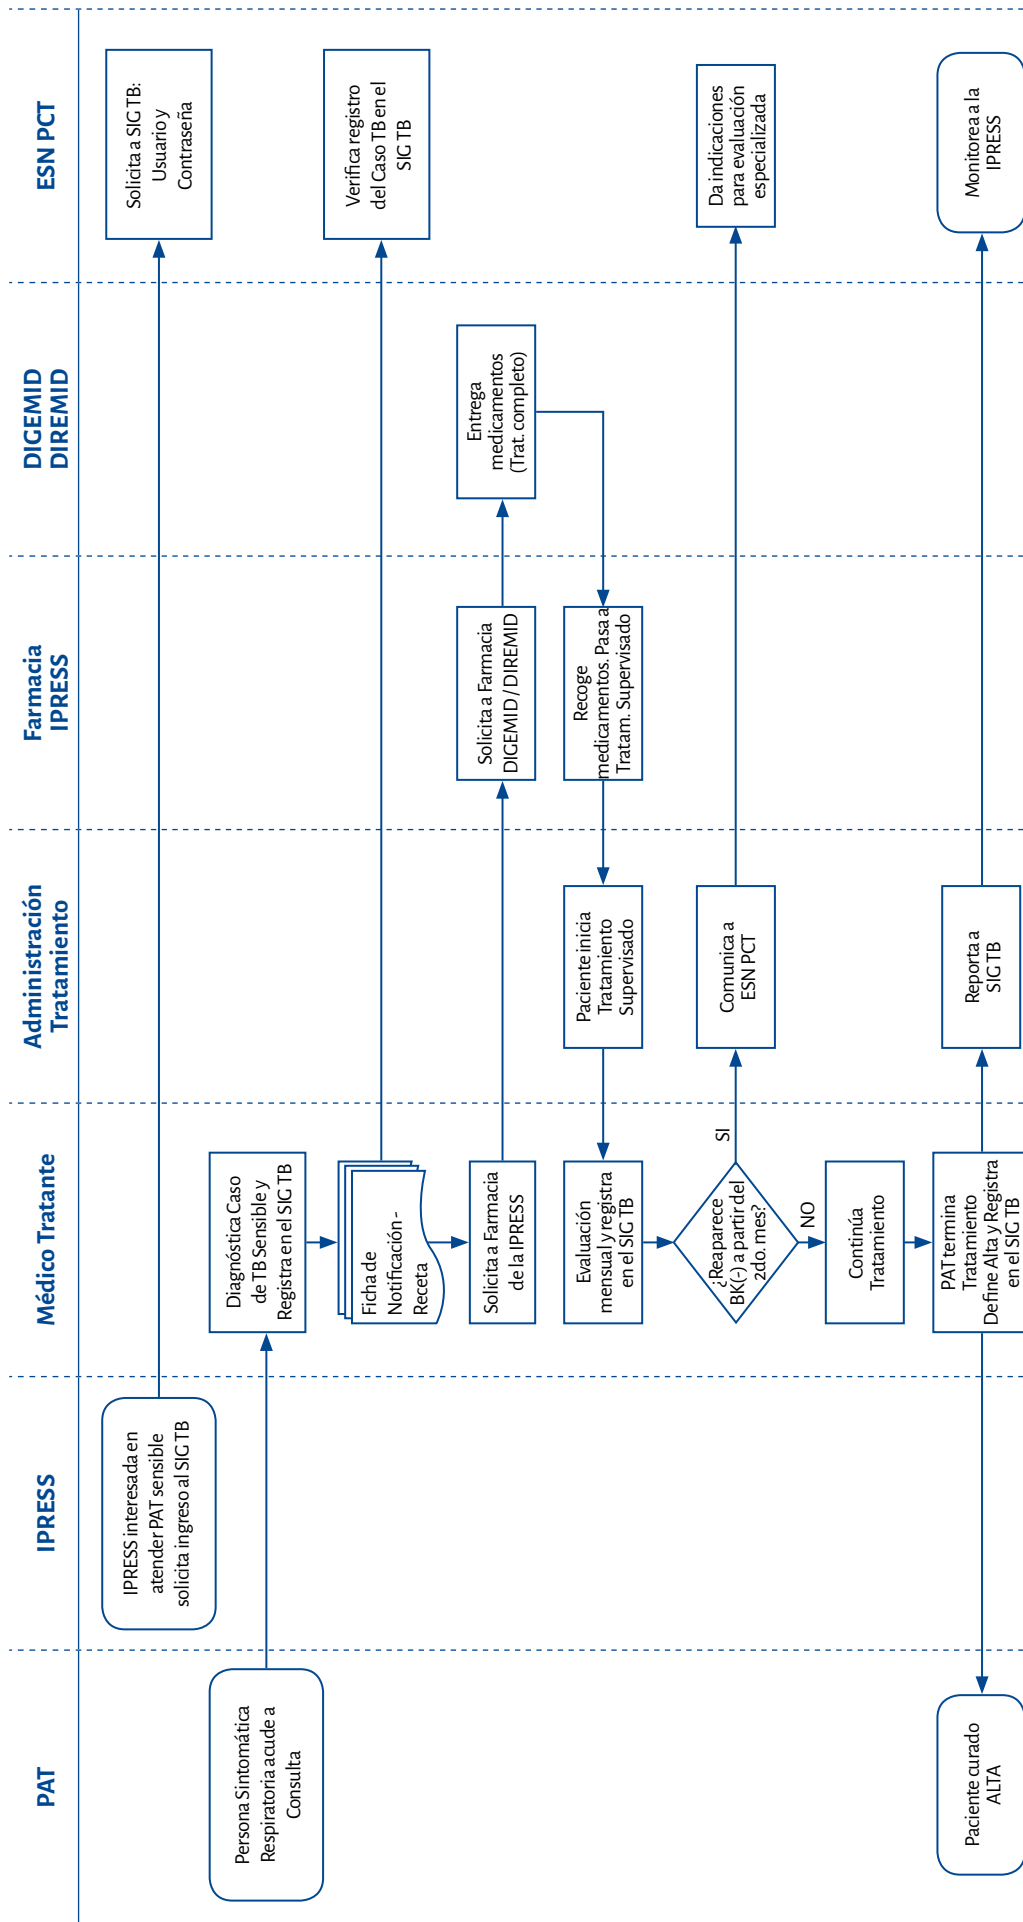 PAT
IPRESS
Médico Tratante
Administración
Tratamiento
Farmacia
IPRESS
DIGEMID
DIREMID
ESN PCT
IPRESS interesada en
atender PAT sensible
solicita ingreso al SIG TB
Solicita a SIG TB:
Usuario y
Contraseña
Persona Sintomática
Respiratoria acude a
Consulta
Diagnóstica Caso
de TB Sensible y
Registra en el SIG TB
Ficha de
Notificación -
Receta
Verifica registro
del Caso TB en el
SIG TB
Solicita a Farmacia
de la IPRESS
Solicita a Farmacia
DIGEMID / DIREMID
Entrega
medicamentos
(Trat. completo)
Recoge
medicamentos. Pasa a
Tratam. Supervisado
Paciente inicia
Tratamiento
Supervisado
Evaluación
mensual y registra
en el SIG TB
¿Reaparece
BK(-) a partir del
2do. mes?
SI
Comunica a
ESN PCT
Da indicaciones
para evaluación
especializada
NO
Continúa
Tratamiento
PAT termina
Tratamiento
Define Alta y Registra
en el SIG TB
Reporta a
SIG TB
Monitorea a la
IPRESS
Paciente curado
ALTA